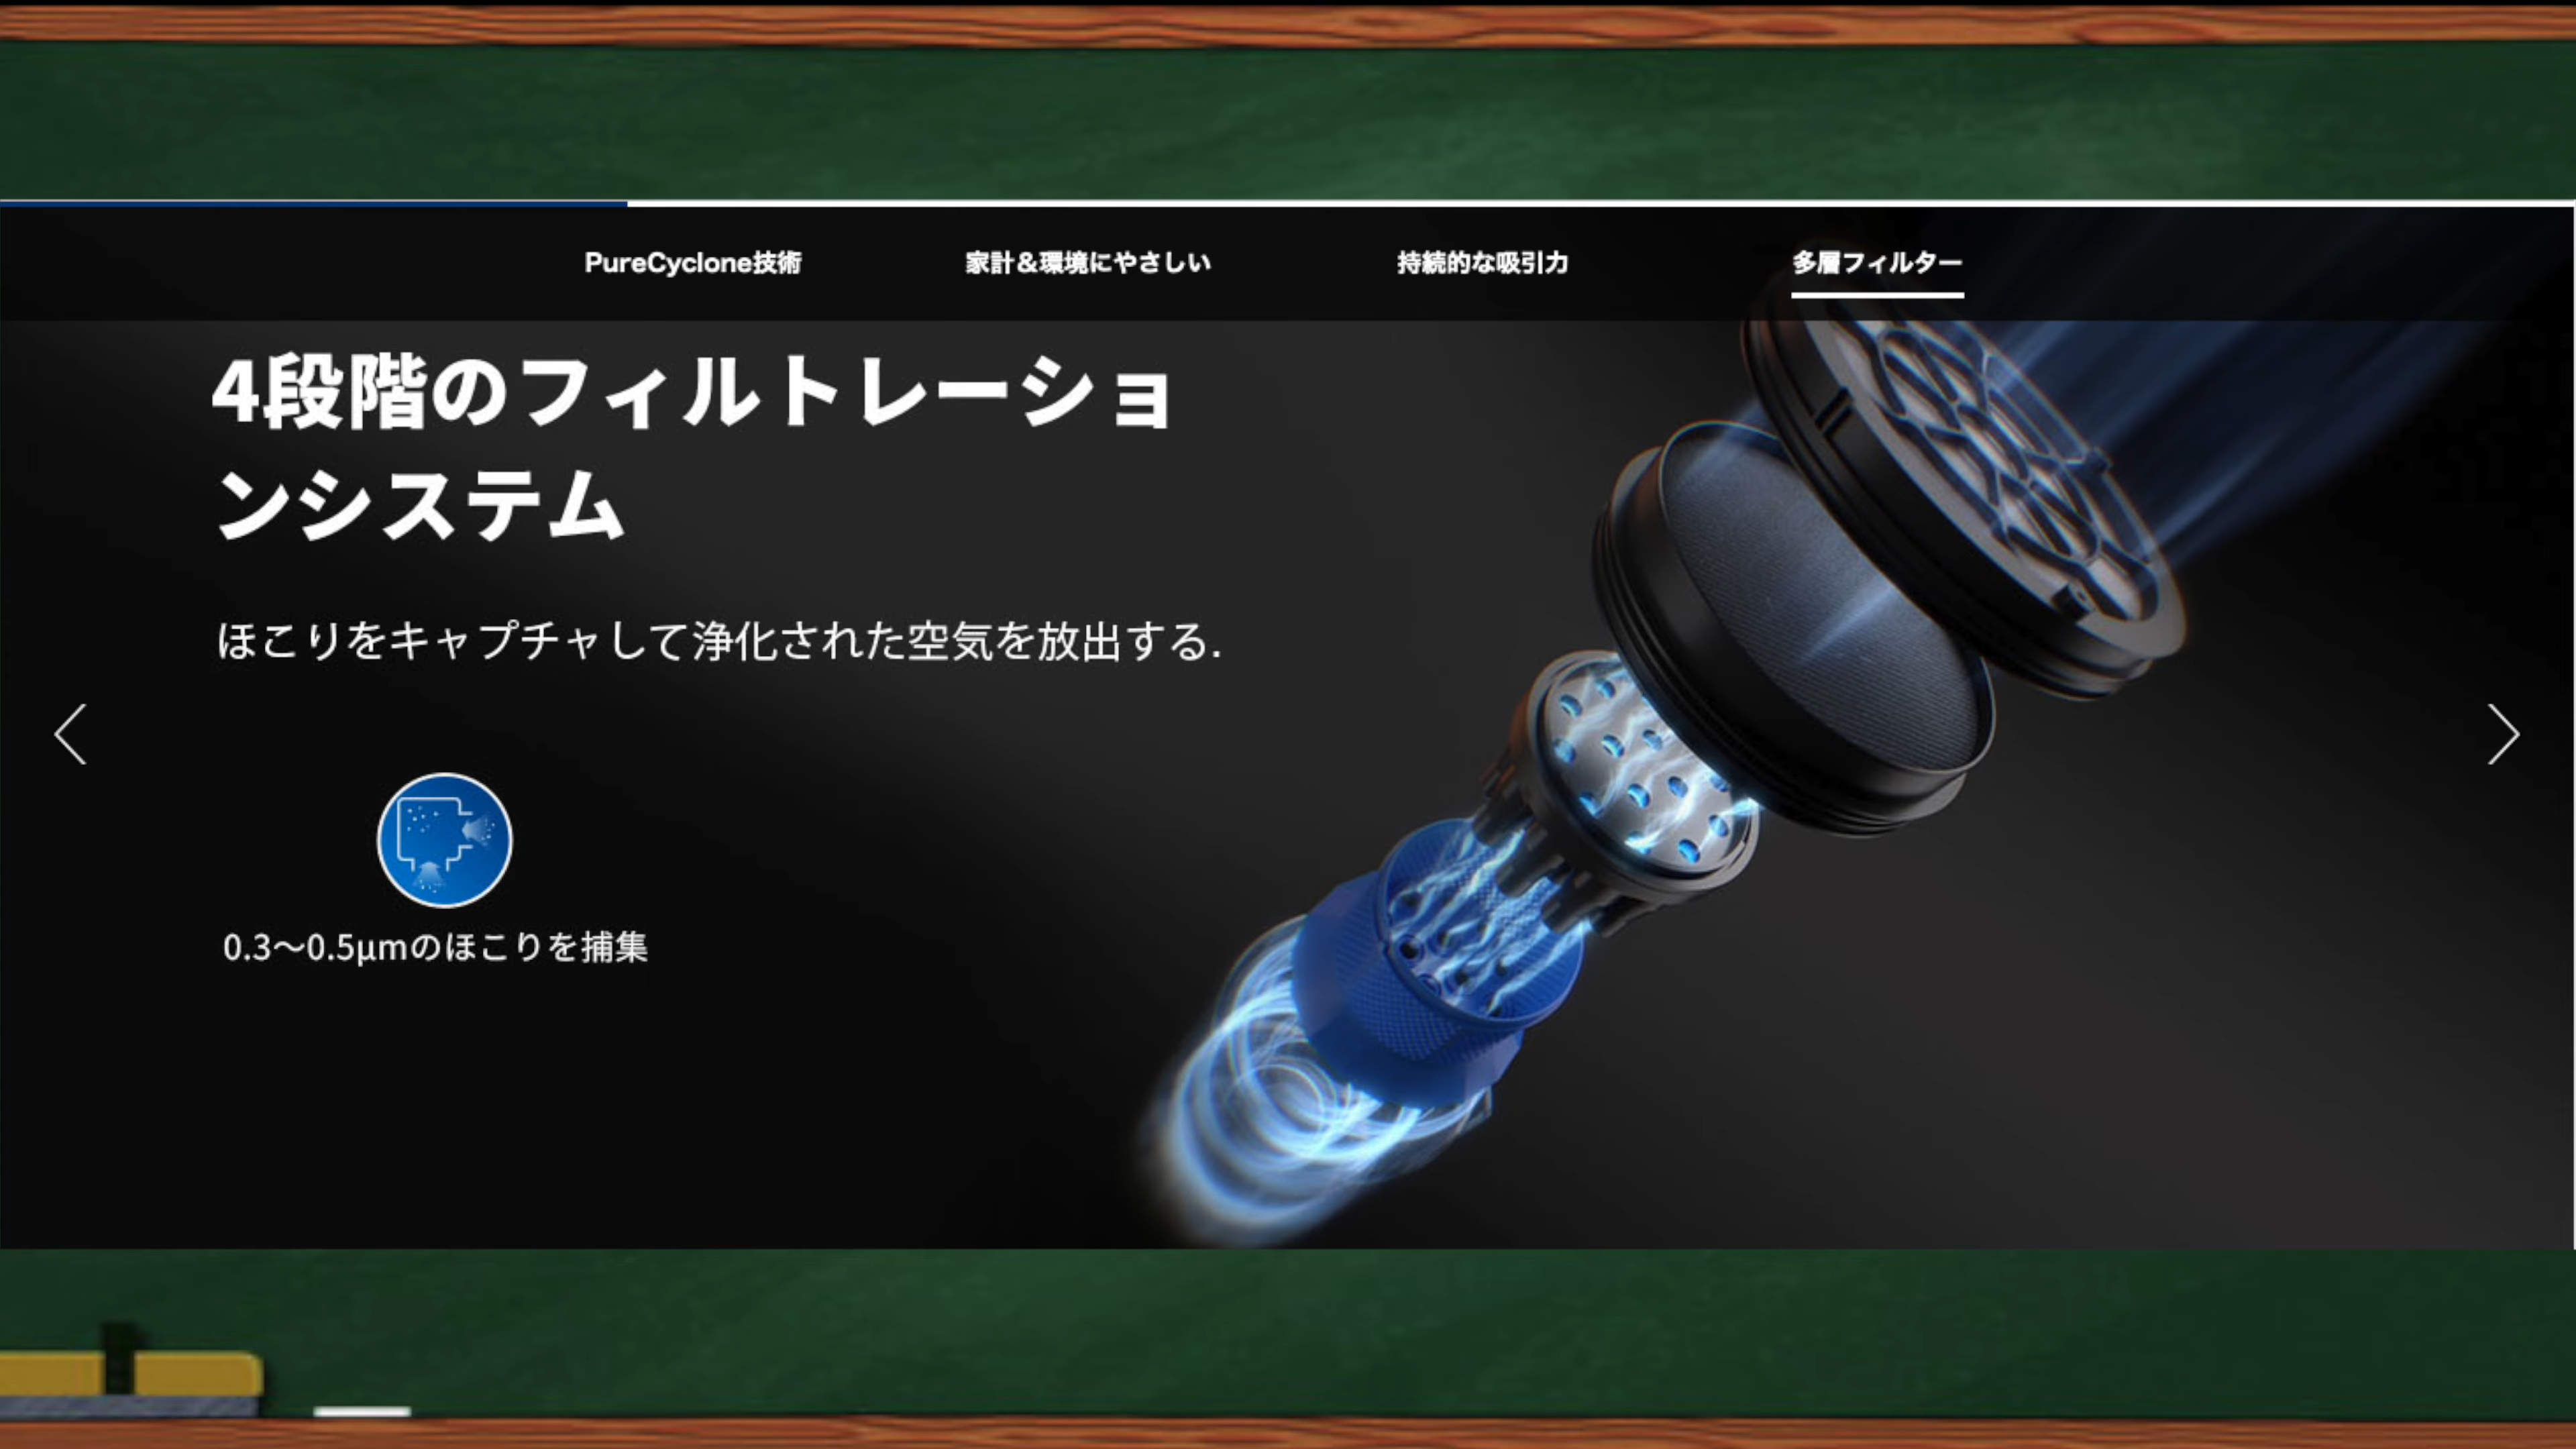 PureCyclone技術
家計&環境にやさしい
持続的な吸引力
多層フィルター
4段階のフィルトレーショ
ンシステム
ほこりをキャプチャして浄化された空気を放出する.
0.3～0.5μmのほこりを捕集